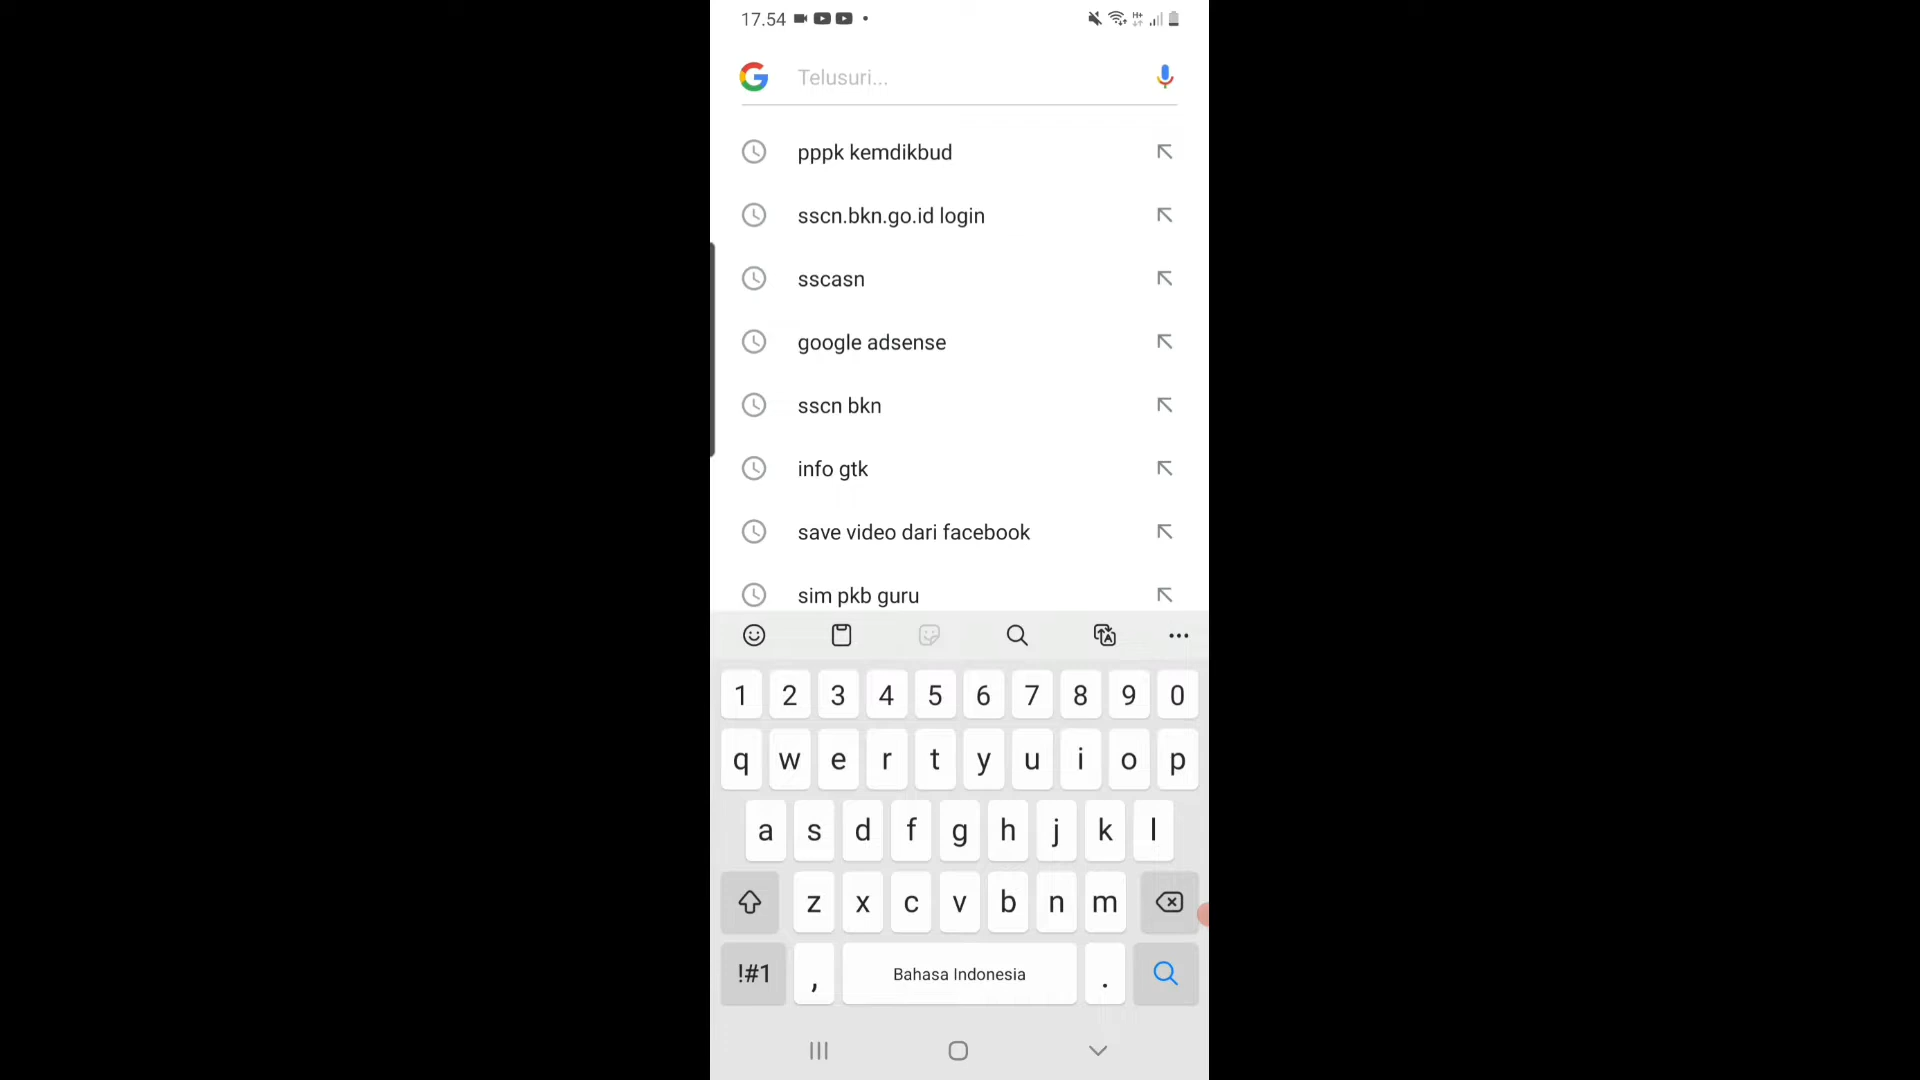 17.54
Telusuri...
pppk kemdikbud
sscn.bkn.go.id login
sscasn
google adsense
sscn bkn
info gtk
save video dari facebook
sim pkb guru
1 2 3 4 5 6 7 8 9 0
q w e r t y u i o p
a s d f g h j k l
z x c v b n m
!#1 , Bahasa Indonesia .